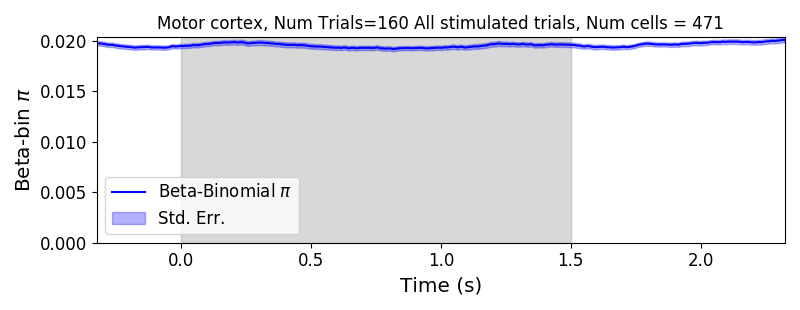 Motor cortex, Num Trials=160 All stimulated trials, Num cells = 471
Beta-bin π
0.020
0.015
0.010
0.005
0.000
Beta-Binomial π
Std. Err.
0.0 0.5 1.0 1.5 2.0
Time (s)